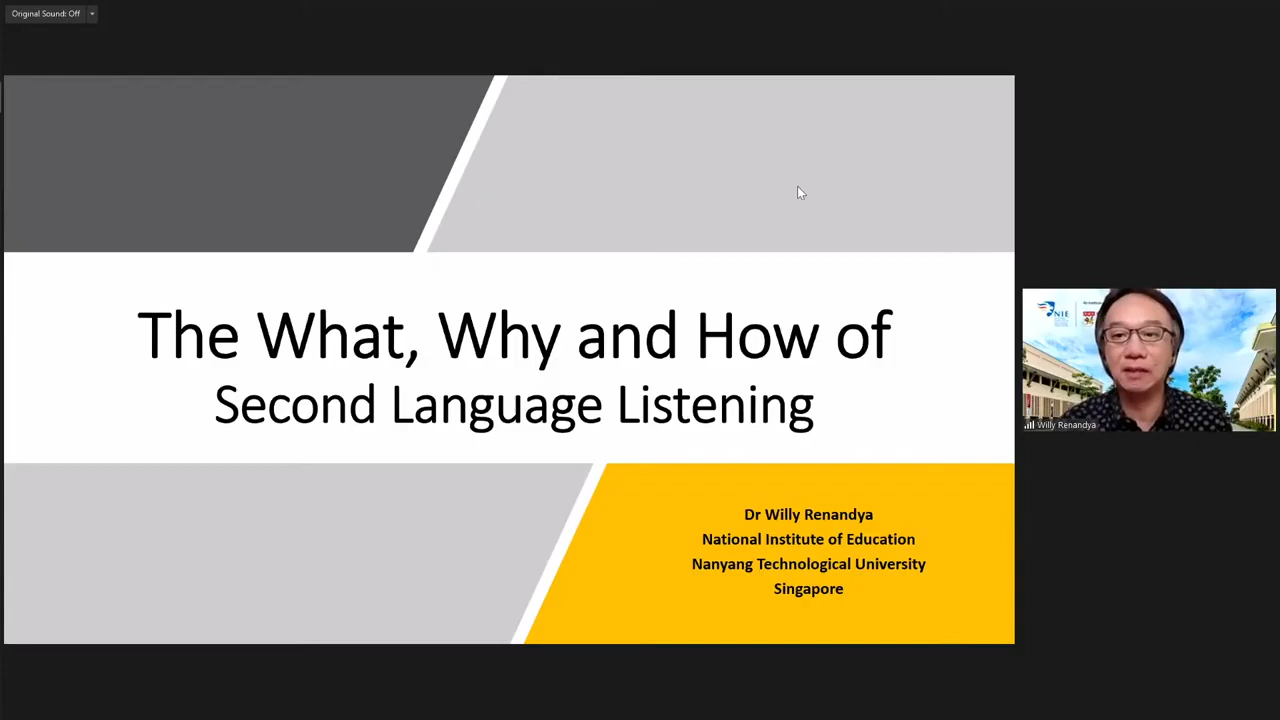 Original Sound: Off
The What, Why and How of
Second Language Listening
Dr Willy Renandya
National Institute of Education
Nanyang Technological University
Singapore
NIE
Willy Renandya